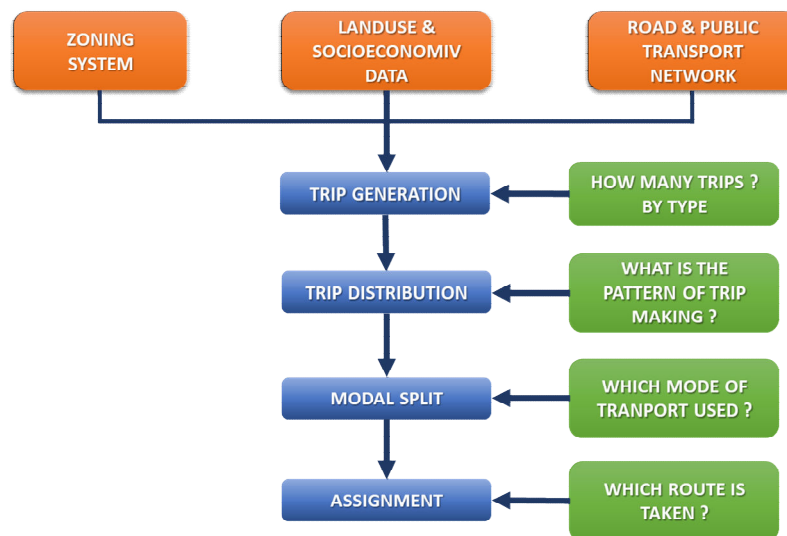 ZONING
SYSTEM
LANDUSE &
SOCIOECONOMIV
DATA
ROAD & PUBLIC
TRANSPORT
NETWORK
TRIP GENERATION
HOW MANY TRIPS ?
BY TYPE
TRIP DISTRIBUTION
WHAT IS THE
PATTERN OF TRIP
MAKING ?
MODAL SPLIT
WHICH MODE OF
TRANPORT USED ?
ASSIGNMENT
WHICH ROUTE IS
TAKEN ?